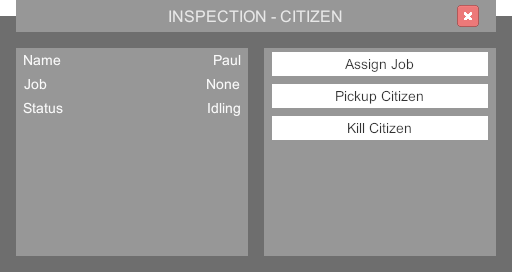 INSPECTION - CITIZEN
Name Paul
Job None
Status Idling
Assign Job
Pickup Citizen
Kill Citizen